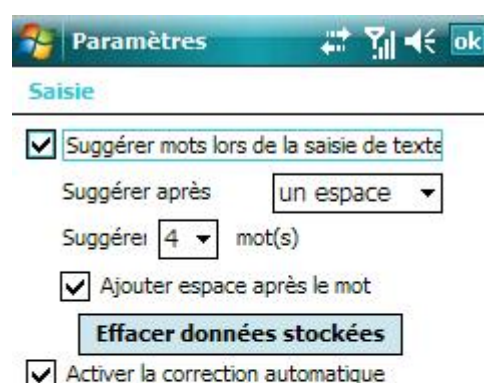 Paramètres ok
Saisie
Suggérer mots lors de la saisie de texte
Suggérer après un espace
Suggérer 4 mot(s)
Ajouter espace après le mot
Effacer données stockées
Activer la correction automatique